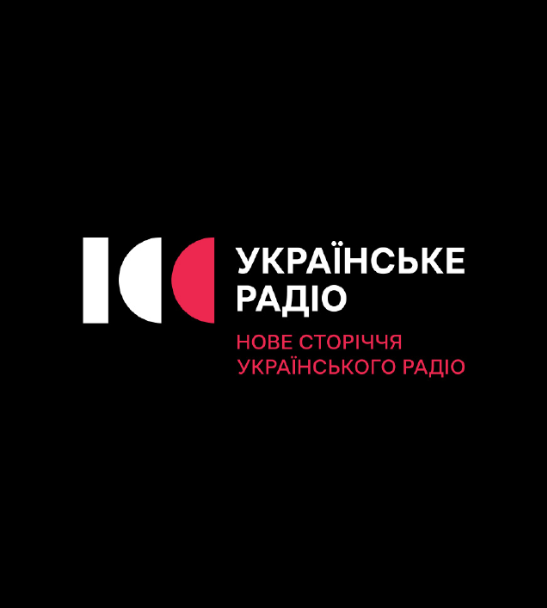 УКРАЇНСЬКЕ
РАДІО
НОВЕ СТОРІЧЧЯ
УКРАЇНСЬКОГО РАДІО